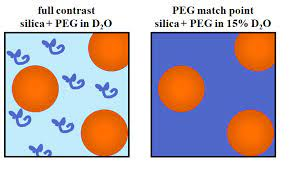 full contrast
silica + PEG in D₂O
PEG match point
silica + PEG in 15% D₂O